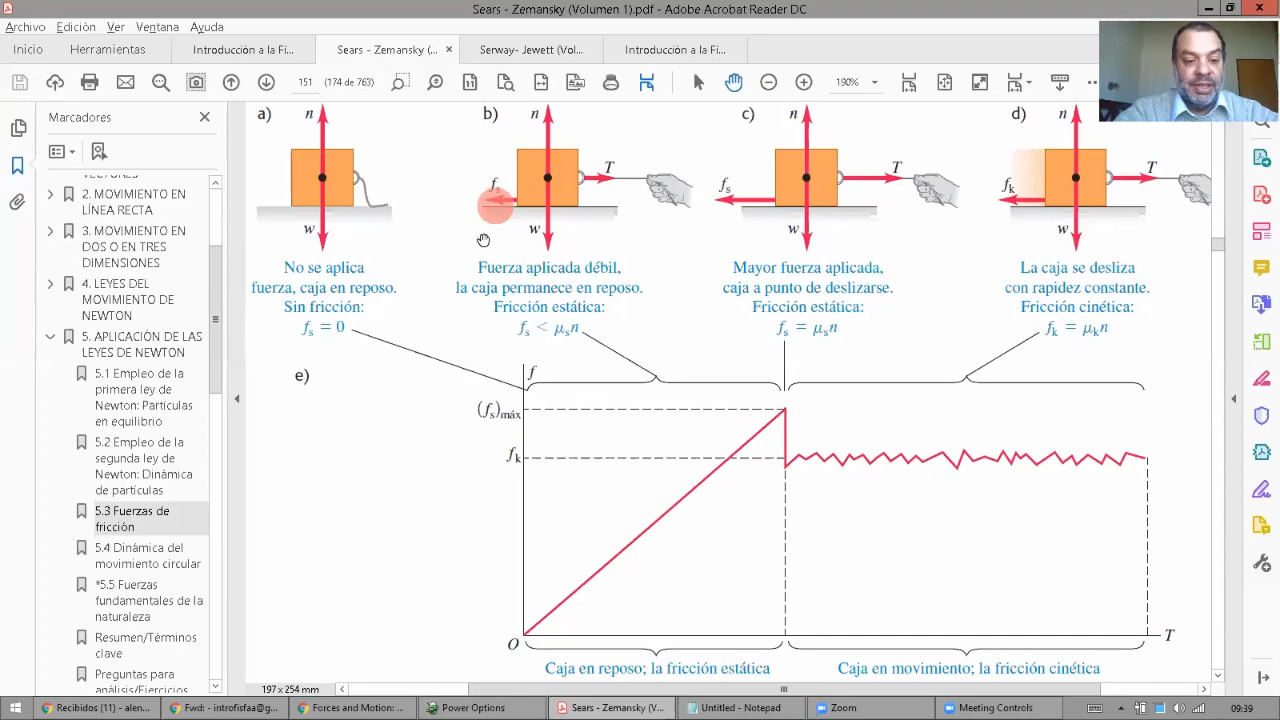 Sears - Zemansky (Volumen 1).pdf - Adobe Acrobat Reader DC
Archivo Edición Ver Ventana Ayuda
Inicio Herramientas Introducción a la Fí... Sears - Zemansky (... × Serway- Jewett (Vol... Introducción a la Fí...
151 (174 de 763) 190%
Marcadores
a) n b) n c) n d)
VECTORES
2. MOVIMIENTO EN
LÍNEA RECTA
3. MOVIMIENTO EN
DOS O EN TRES
DIMENSIONES
4. LEYES DEL
MOVIMIENTO DE
NEWTON
5. APLICACIÓN DE LAS
LEYES DE NEWTON
5.1 Empleo de la
primera ley de
Newton: Partículas
en equilibrio
5.2 Empleo de la
segunda ley de
Newton: Dinámica
de partículas
5.3 Fuerzas de
fricción
5.4 Dinámica del
movimiento circular
*5.5 Fuerzas
fundamentales de la
naturaleza
Resumen/Términos
clave
Preguntas para
análisis/Ejercicios
T T T
f fs fk
w w w w
No se aplica
fuerza, caja en reposo.
Sin fricción:
fs = 0
Fuerza aplicada débil,
la caja permanece en reposo.
Fricción estática:
fs < μsn
Mayor fuerza aplicada,
caja a punto de deslizarse.
Fricción estática:
fs = μsn
La caja se desliza
con rapidez constante.
Fricción cinética:
fk = μkn
e)
f
(fs)máx
fk
O T
Caja en reposo; la fricción estática Caja en movimiento; la fricción cinética
197 x 254 mm
Recibidos (11) - alen... Fwd: - introfisfaa@g... Forces and Motion: ... Power Options Sears - Zemansky (V... Untitled - Notepad Zoom Meeting Controls 09:39